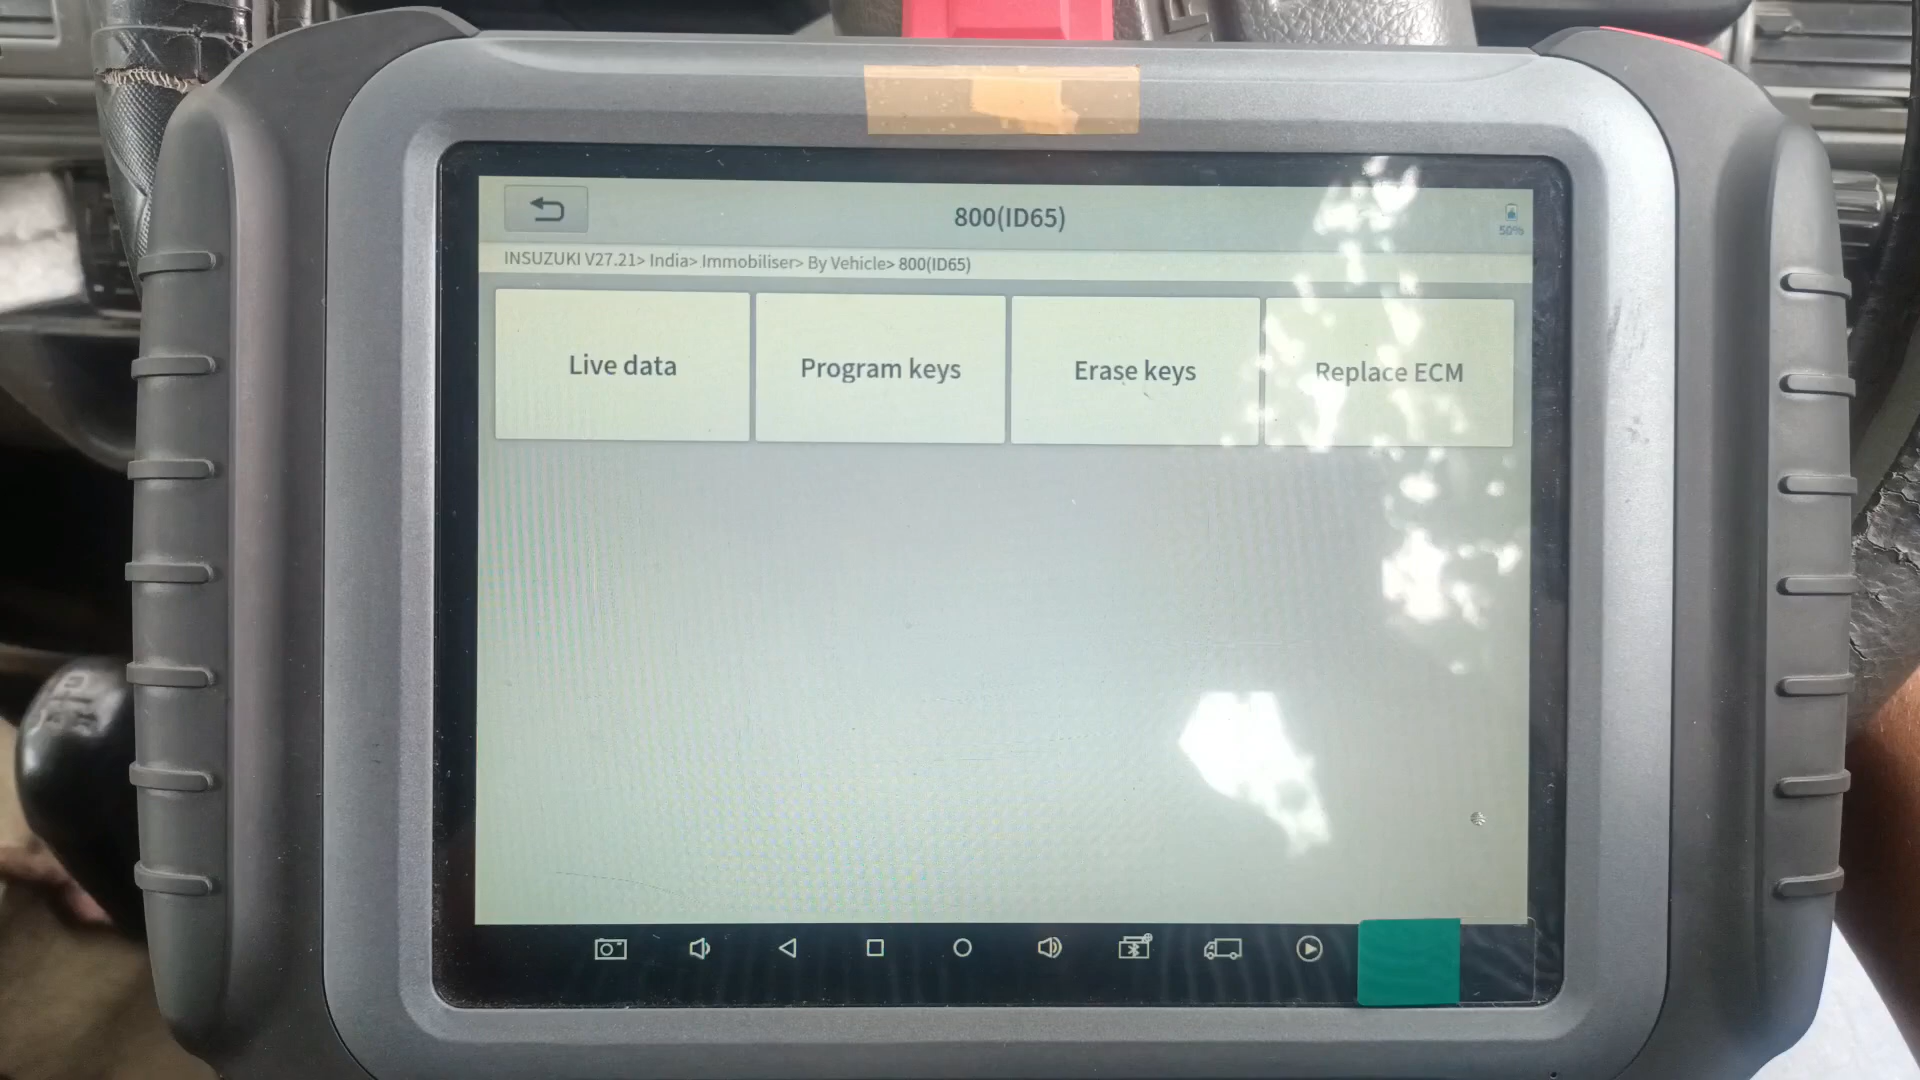 800(ID65)
50%
INSUZUKI V27.21> India> Immobiliser> By Vehicle> 800(ID65)
Live data
Program keys
Erase keys
Replace ECM